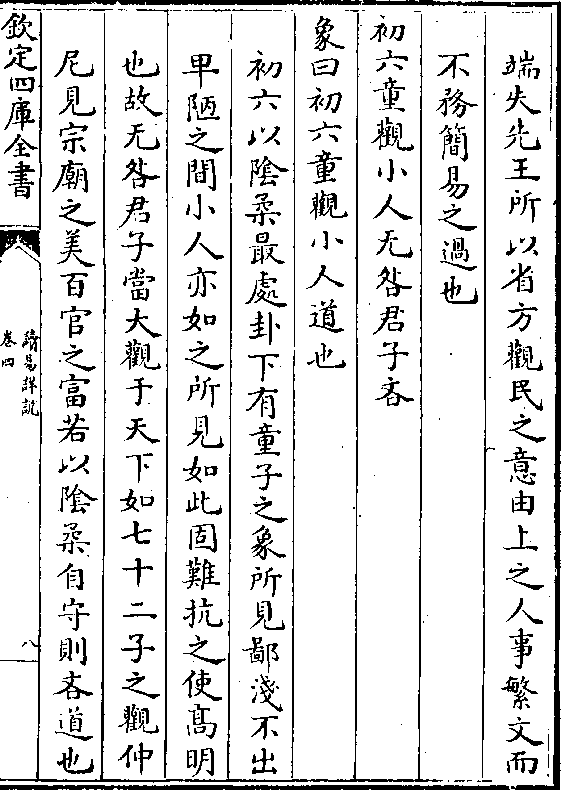 端失先王所以省方觀民之意由上之人事繁文而
不務簡易之過也
初六童觀小人无咎君子吝
象曰初六童觀小人道也
初六以陰柔最處卦下有童子之象所見鄙淺不出
卑陋之間小人亦如之所見如此固難抗之使髙明
也故无咎君子當大觀于天下如七十二子之觀仲
尼見宗廟之美百官之富若以陰柔自守則吝道也
欽定四庫全書
讀易詳說
卷四
八